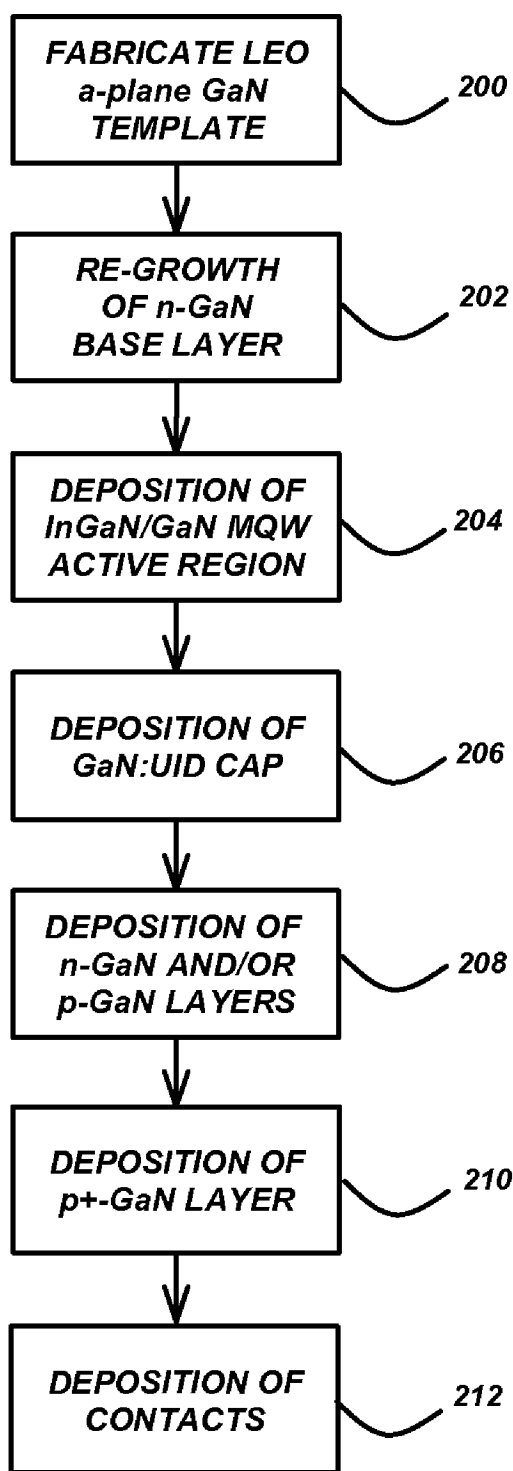 FABRICATE LEO
a-plane GaN
TEMPLATE
200
RE-GROWTH
OF n-GaN
BASE LAYER
202
DEPOSITION OF
InGaN/GaN MQW
ACTIVE REGION
204
DEPOSITION OF
GaN:UID CAP
206
DEPOSITION OF
n-GaN AND/OR
p-GaN LAYERS
208
DEPOSITION OF
p+-GaN LAYER
210
DEPOSITION OF
CONTACTS
212